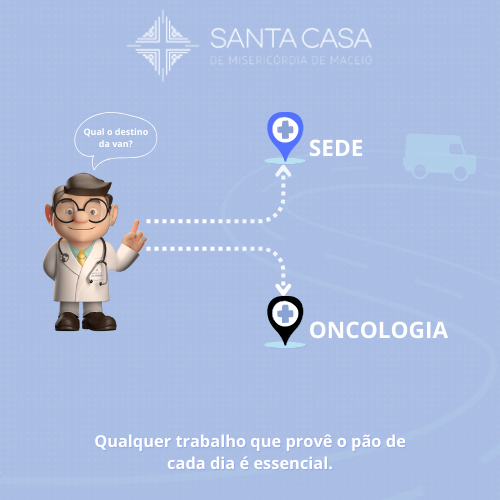 SANTA CASA
DE MISERICÓRDIA DE MACEIÓ
Qual o destino
da van?
SEDE
ONCOLOGIA
Qualquer trabalho que provê o pão de
cada dia é essencial.